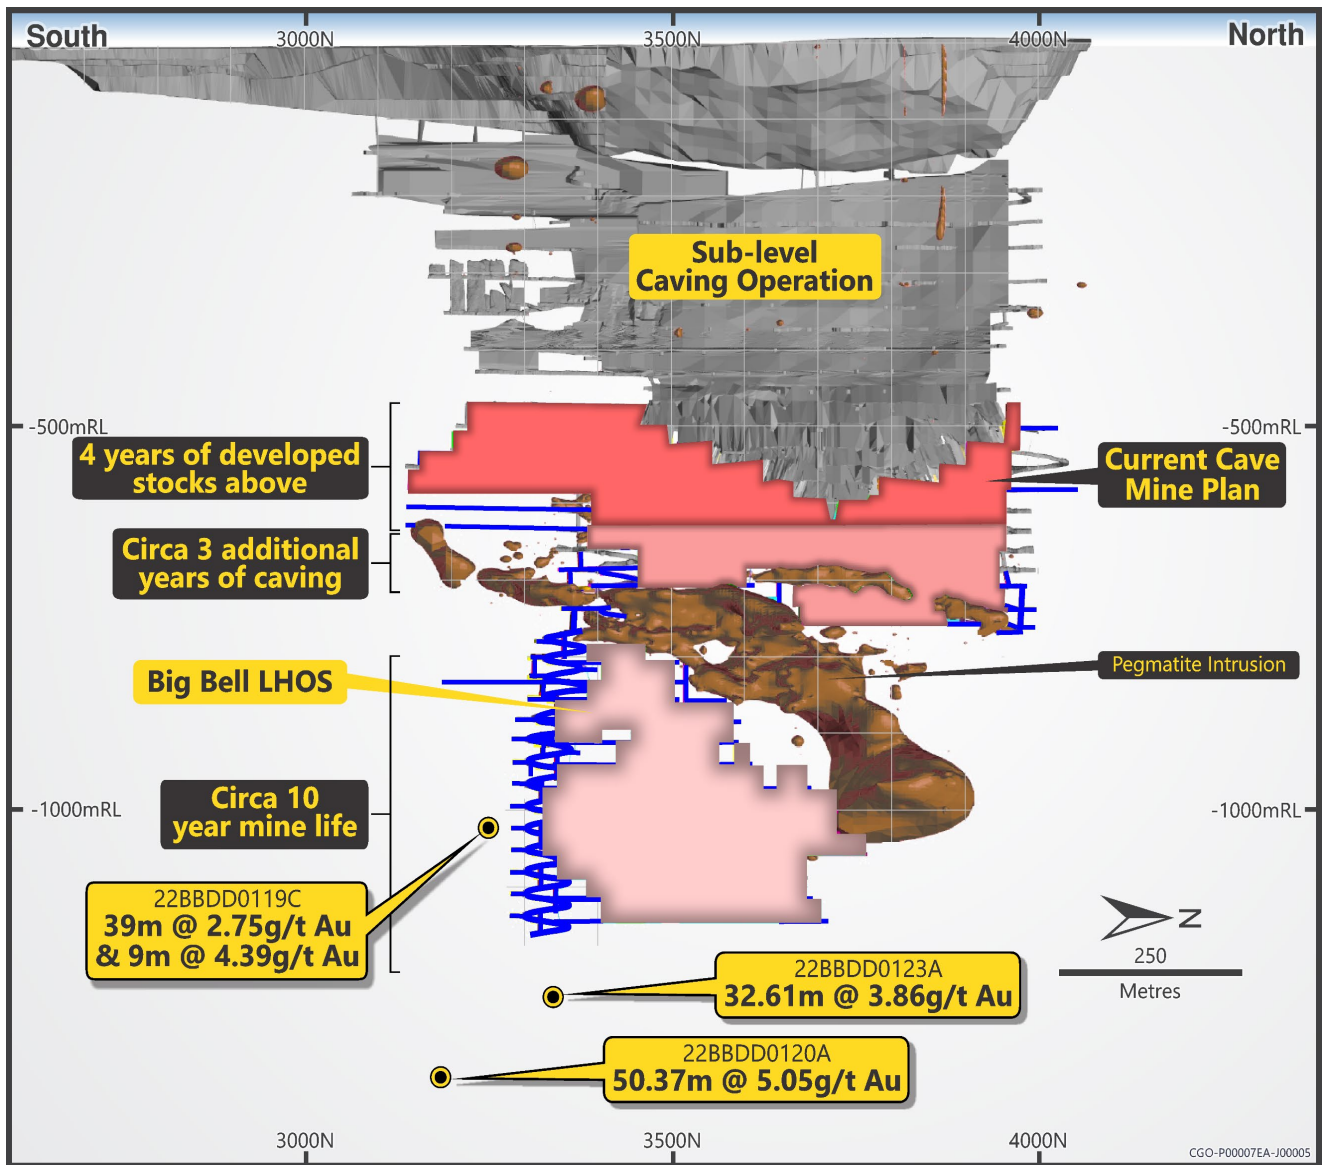 South
3000N
3500N
4000N
North
Sub-level
Caving Operation
-500mRL
-500mRL
4 years of developed
stocks above
Current Cave
Mine Plan
Circa 3 additional
years of caving
Big Bell LHOS
Pegmatite Intrusion
Circa 10
year mine life
-1000mRL
-1000mRL
22BBDD0119C
39m @ 2.75g/t Au
& 9m @ 4.39g/t Au
N
250
Metres
22BBDD0123A
32.61m @ 3.86g/t Au
22BBDD0120A
50.37m @ 5.05g/t Au
3000N
3500N
4000N
CGO-P00007EA-J00005